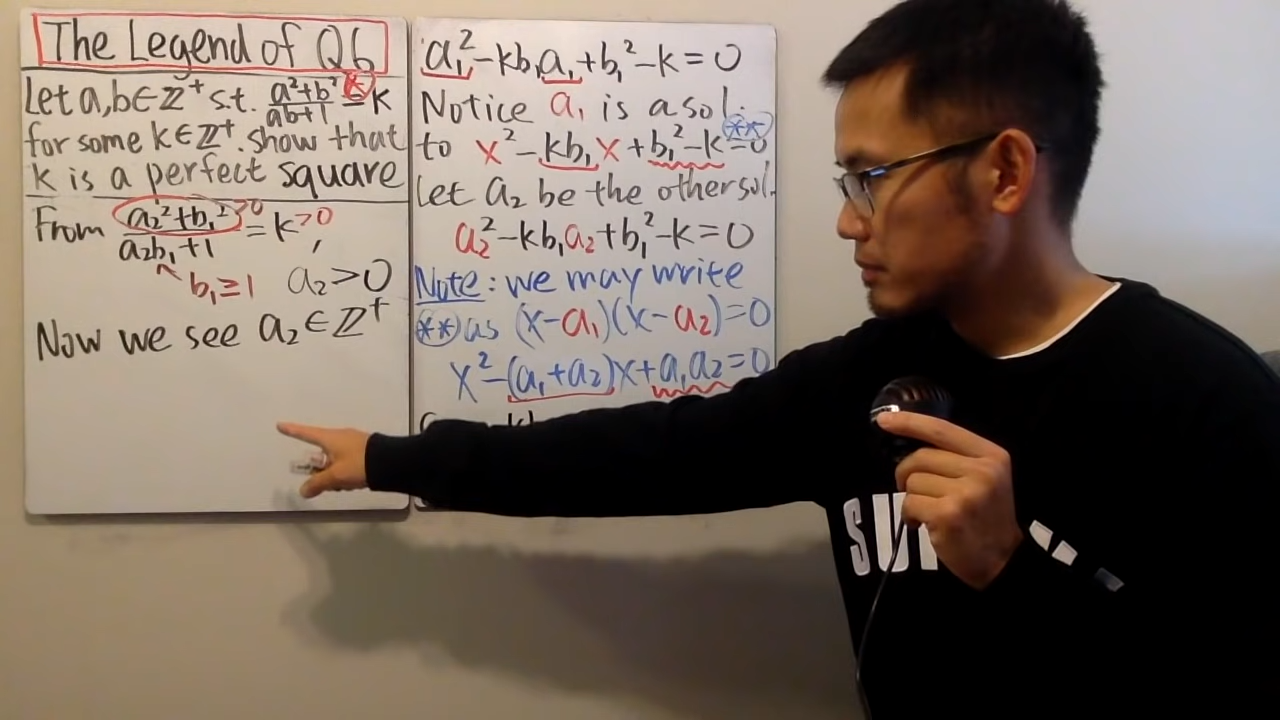 The Legend of Q6
Let a,b∈ℤ⁺ s.t. (a²+b²)/(ab+1) = k
for some k∈ℤ⁺. show that
k is a perfect square
From (a₂²+b₁²)/(a₂b₁+1) = k >0, >0
b₁≥1 a₂>0
Now we see a₂∈ℤ⁺
a₁²-kb₁a₁+b₁²-k=0
Notice a₁ is a sol.
to x²-kb₁x+b₁²-k=0 (**)
Let a₂ be the other sol.
a₂²-kb₁a₂+b₁²-k=0
Note: we may write
(**) as (x-a₁)(x-a₂)=0
x²-(a₁+a₂)x+a₁a₂=0